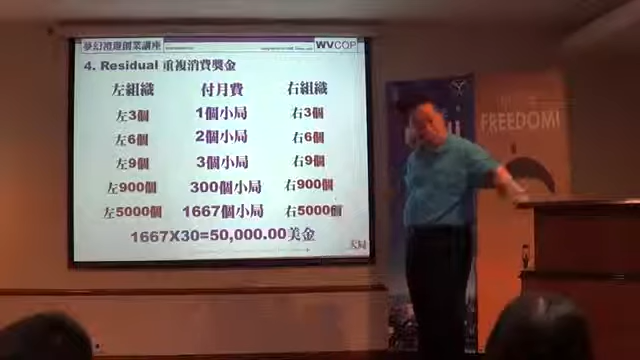 夢幻禮遊創業講座
WVCOP
4. Residual 重複消費獎金
左組織 付月費 右組織
左3個 1個小局 右3個
左6個 2個小局 右6個
左9個 3個小局 右9個
左900個 300個小局 右900個
左5000個 1667個小局 右5000個
1667X30=50,000.00美金
大局
FREEDOM!